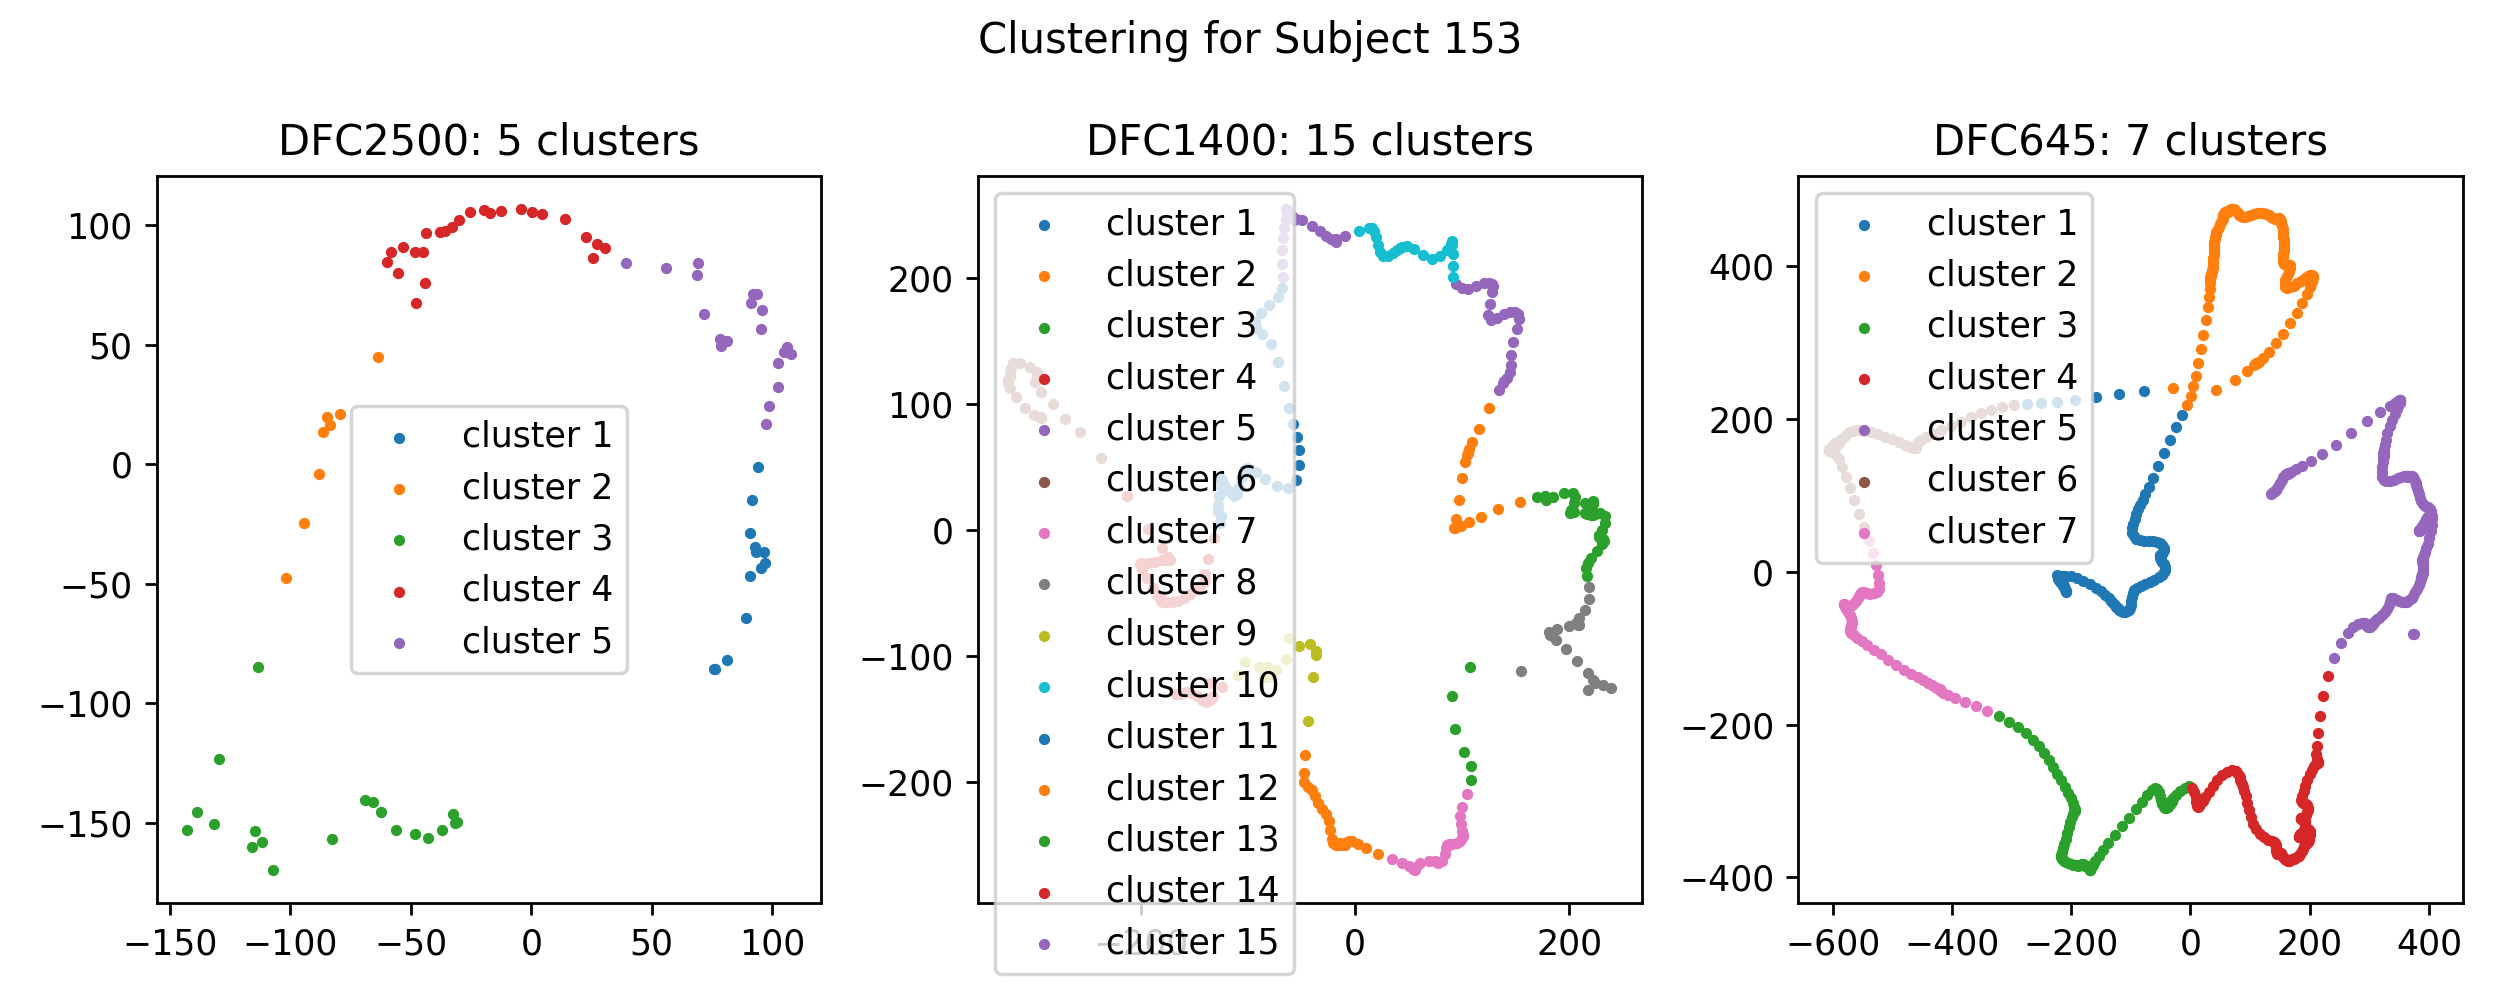 Clustering for Subject 153
DFC2500: 5 clusters
100
50
0
−50
−100
−150
−150 −100 −50 0 50 100
cluster 1
cluster 2
cluster 3
cluster 4
cluster 5
DFC1400: 15 clusters
200
100
0
−100
−200
−200 0 200
cluster 1
cluster 2
cluster 3
cluster 4
cluster 5
cluster 6
cluster 7
cluster 8
cluster 9
cluster 10
cluster 11
cluster 12
cluster 13
cluster 14
cluster 15
DFC645: 7 clusters
400
200
0
−200
−400
−600 −400 −200 0 200 400
cluster 1
cluster 2
cluster 3
cluster 4
cluster 5
cluster 6
cluster 7